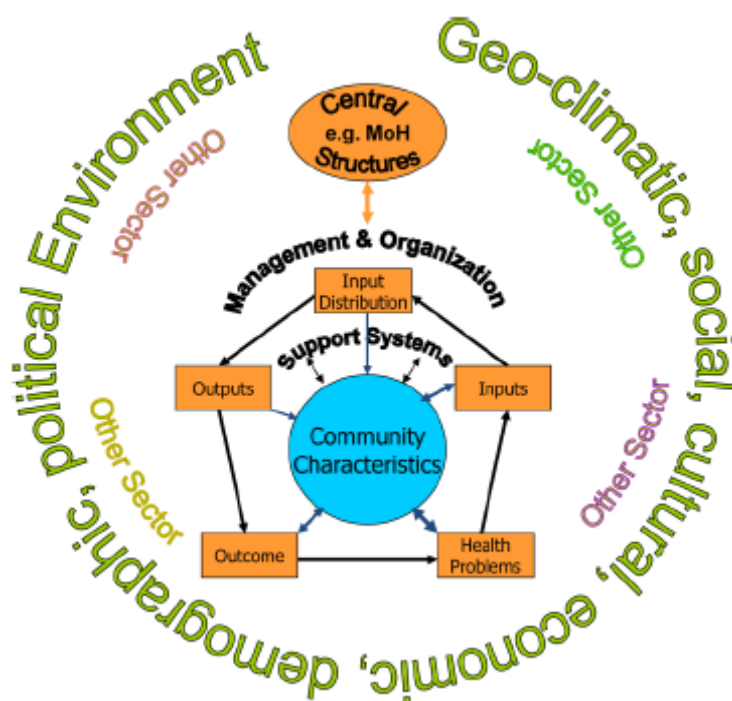 Geo-climatic, social, cultural, economic, demographic, political Environment
Central
e.g. MoH
Structures
Other Sector
Other Sector
Management & Organization
Input
Distribution
Support Systems
Outputs
Inputs
Community
Characteristics
Other Sector
Other Sector
Outcome
Health
Problems